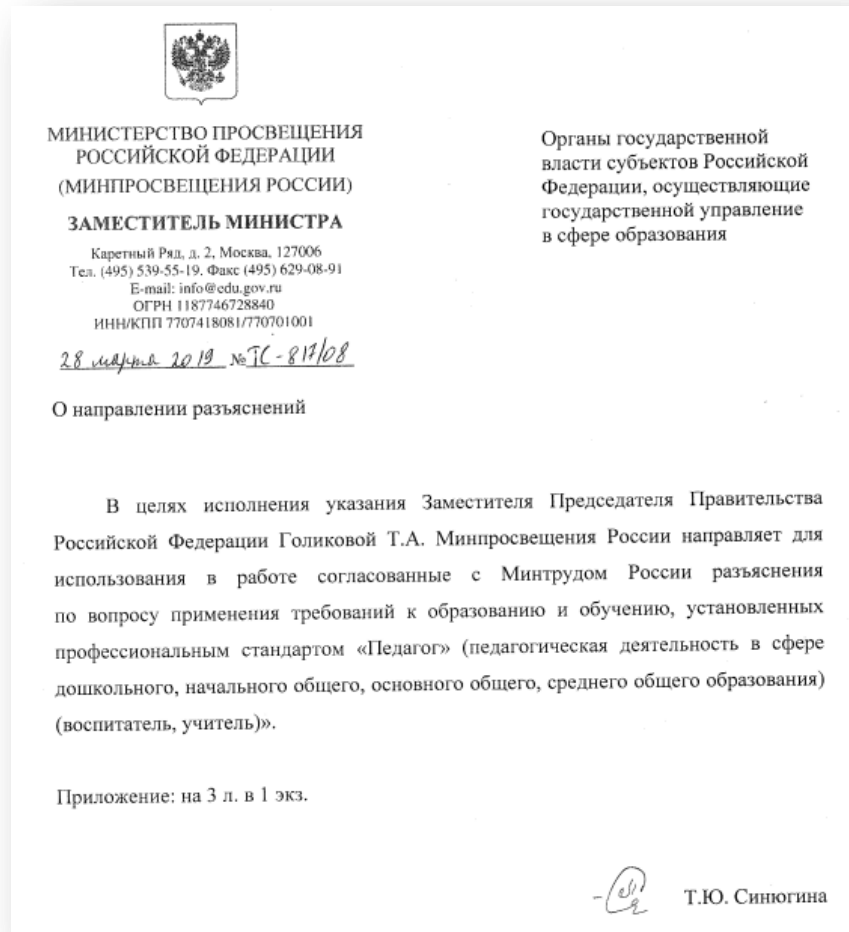 МИНИСТЕРСТВО ПРОСВЕЩЕНИЯ
РОССИЙСКОЙ ФЕДЕРАЦИИ
(МИНПРОСВЕЩЕНИЯ РОССИИ)
ЗАМЕСТИТЕЛЬ МИНИСТРА
Каретный Ряд, д. 2, Москва, 127006
Тел. (495) 539-55-19. Факс (495) 629-08-91
E-mail: info@edu.gov.ru
ОГРН 1187746728840
ИНН/КПП 7707418081/770701001
28 марта 2019 № ТС-817/08
Органы государственной
власти субъектов Российской
Федерации, осуществляющие
государственной управление
в сфере образования
О направлении разъяснений
В целях исполнения указания Заместителя Председателя Правительства
Российской Федерации Голиковой Т.А. Минпросвещения России направляет для
использования в работе согласованные с Минтрудом России разъяснения
по вопросу применения требований к образованию и обучению, установленных
профессиональным стандартом «Педагог» (педагогическая деятельность в сфере
дошкольного, начального общего, основного общего, среднего общего образования)
(воспитатель, учитель)».
Приложение: на 3 л. в 1 экз.
Т.Ю. Синюгина